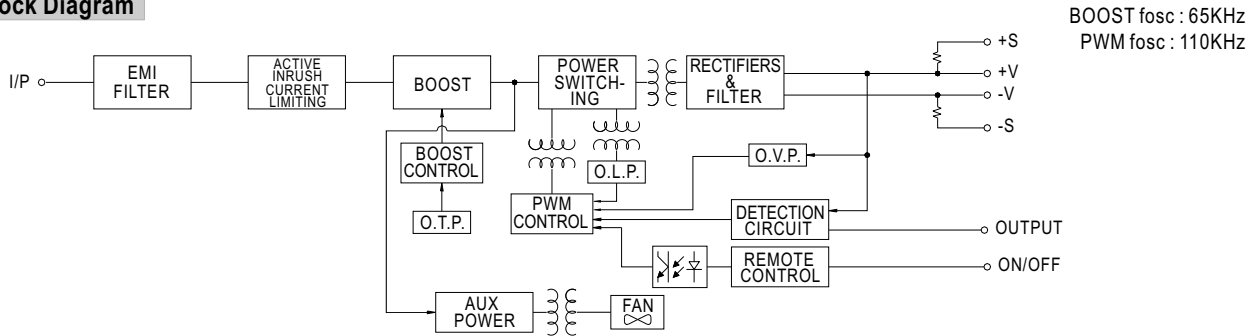 ock Diagram
BOOST fosc : 65KHz
PWM fosc : 110KHz
I/P
EMI
FILTER
ACTIVE
INRUSH
CURRENT
LIMITING
BOOST
POWER
SWITCH-
ING
RECTIFIERS
&
FILTER
+S
+V
-V
-S
BOOST
CONTROL
O.T.P.
O.L.P.
O.V.P.
PWM
CONTROL
DETECTION
CIRCUIT
OUTPUT
REMOTE
CONTROL
ON/OFF
AUX
POWER
FAN